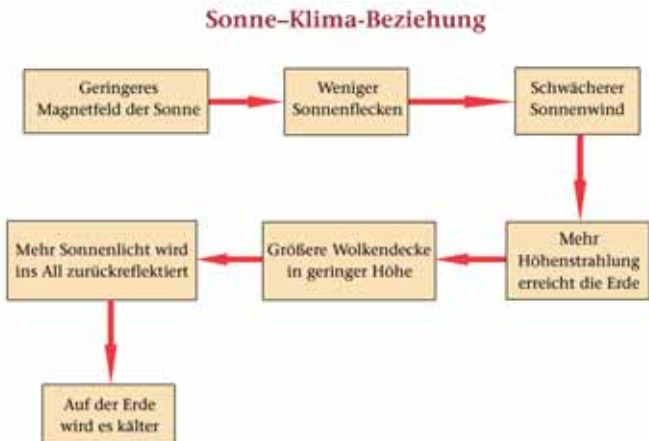 Sonne–Klima-Beziehung
Geringeres
Magnetfeld der Sonne
Weniger
Sonnenflecken
Schwächerer
Sonnenwind
Mehr
Höhenstrahlung
erreicht die Erde
Größere Wolkendecke
in geringer Höhe
Mehr Sonnenlicht wird
ins All zurückreflektiert
Auf der Erde
wird es kälter